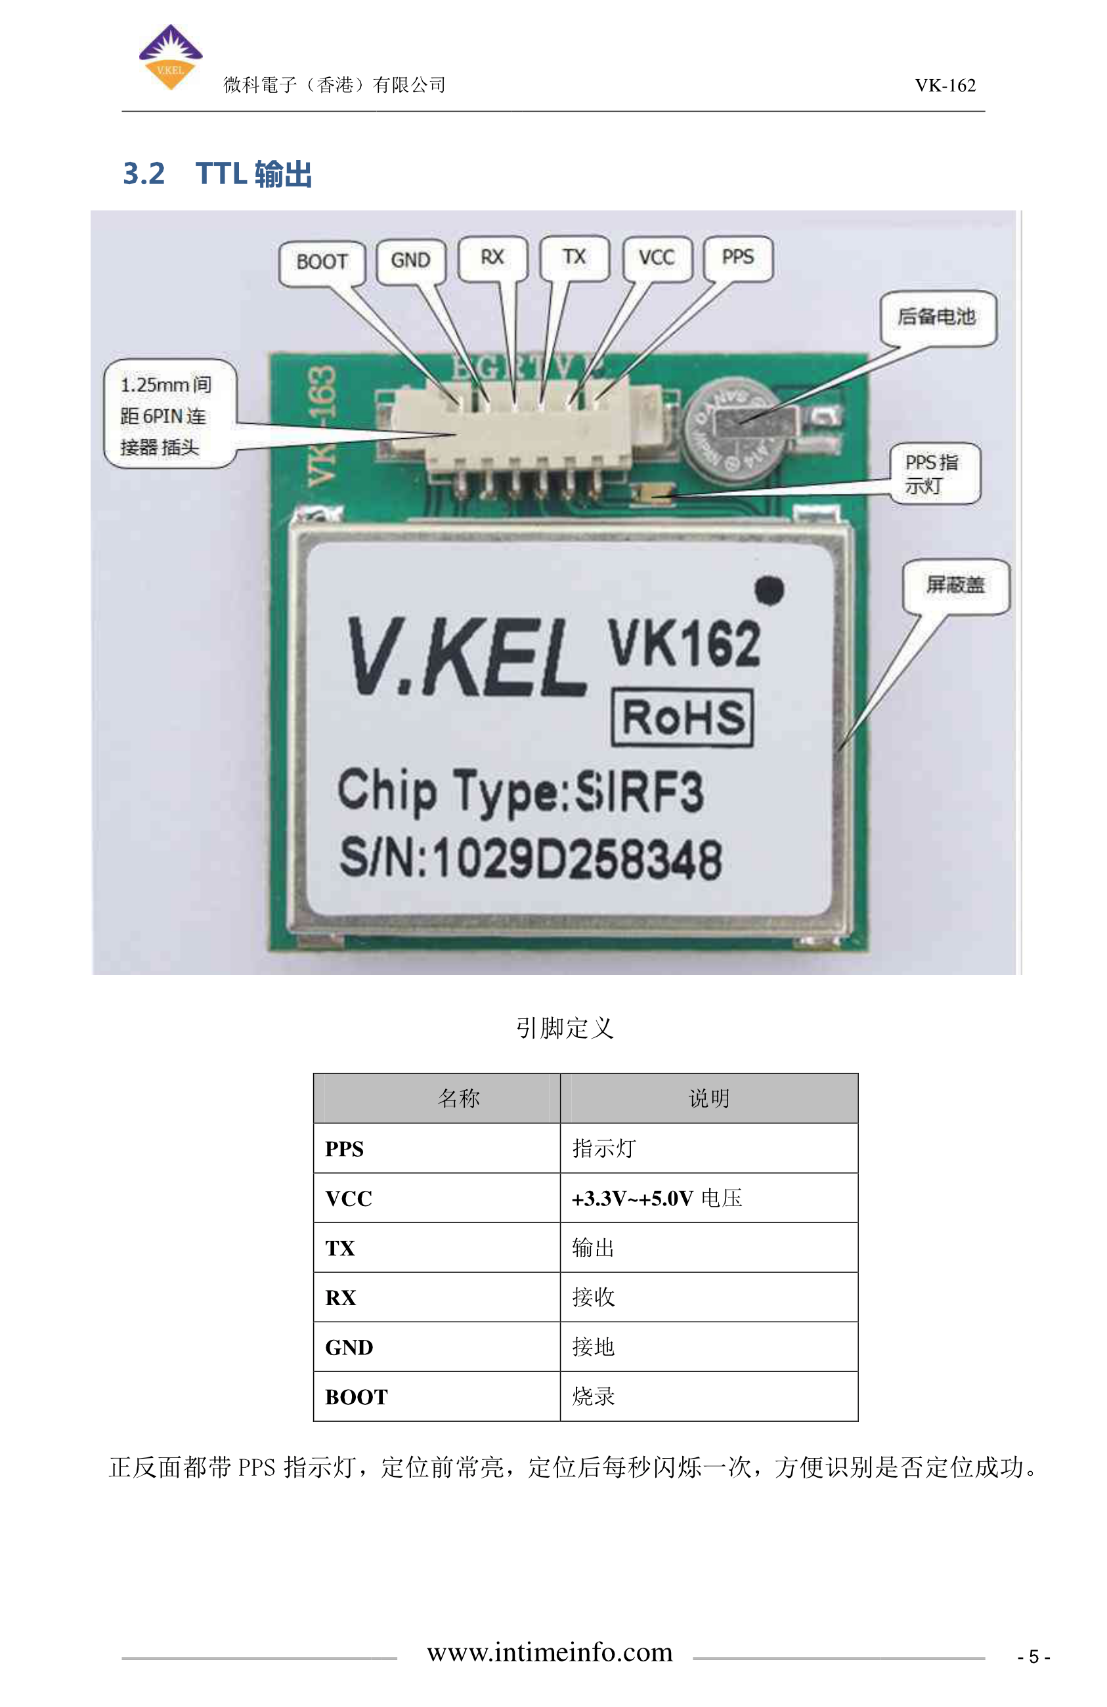 V.KEL
微科電子（香港）有限公司 VK-162
3.2 TTL 输出
BOOT GND RX TX VCC PPS
后备电池
1.25mm 间
距 6PIN 连
接器 插头
BGRTVP
VK-163
SANYO
PPS 指
示灯
屏蔽盖
V.KEL VK162
RoHS
Chip Type:SIRF3
S/N:1029D258348
引脚定义
名称 说明
PPS 指示灯
VCC +3.3V~+5.0V 电压
TX 输出
RX 接收
GND 接地
BOOT 烧录
正反面都带 PPS 指示灯，定位前常亮，定位后每秒闪烁一次，方便识别是否定位成功。
www.intimeinfo.com
- 5 -